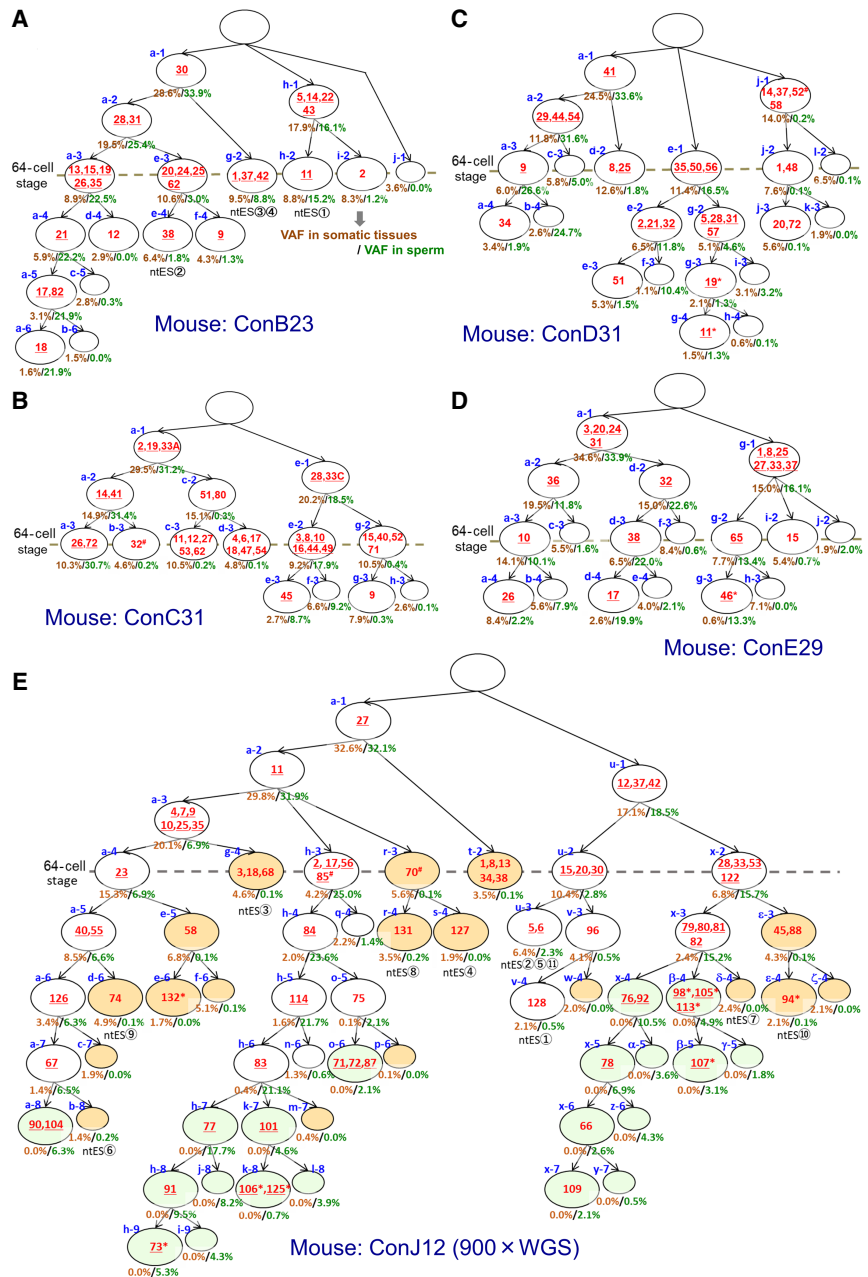 A
a-1
30
28.6%/33.9%
a-2
28,31
19.5%/25.4%
h-1
5,14,22
43
17.9%/16.1%
64-cell
stage
a-3
13,15,19
26,35
8.9%/22.5%
e-3
20,24,25
62
10.6%/3.0%
g-2
1,37,42
9.5%/8.8%
ntES③④
h-2
11
8.8%/15.2%
ntES①
i-2
2
8.3%/1.2%
j-1
3.6%/0.0%
a-4
21
5.9%/22.2%
d-4
12
2.9%/0.0%
e-4
38
6.4%/1.8%
ntES②
f-4
9
4.3%/1.3%
VAF in somatic tissues
/ VAF in sperm
a-5
17,82
3.1%/21.9%
c-5
2.8%/0.3%
a-6
18
1.6%/21.9%
b-6
1.5%/0.0%
Mouse: ConB23
C
a-1
41
24.5%/33.6%
j-1
14,37,52*
58
14.0%/0.2%
a-2
29,44,54
11.8%/31.6%
64-cell
stage
a-3
9
6.0%/26.6%
c-3
5.8%/5.0%
d-2
8,25
12.6%/1.8%
e-1
35,50,56
11.4%/16.5%
j-2
1,48
7.6%/0.1%
l-2
6.5%/0.1%
a-4
34
3.4%/1.9%
b-4
2.6%/24.7%
e-2
2,21,32
6.5%/11.8%
g-2
5,28,31
57
5.1%/4.6%
j-3
20,72
5.6%/0.1%
k-3
1.9%/0.0%
e-3
51
5.3%/1.5%
f-3
1.1%/10.4%
g-3
19*
2.1%/1.3%
i-3
3.1%/3.2%
g-4
11*
1.5%/1.3%
h-4
0.6%/0.1%
Mouse: ConD31
B
a-1
2,19,33A
29.5%/31.2%
e-1
28,33C
20.2%/18.5%
a-2
14,41
14.9%/31.4%
c-2
51,80
15.1%/0.3%
64-cell
stage
a-3
26,72
10.3%/30.7%
b-3
32#
4.6%/0.2%
c-3
11,12,27
53,62
10.5%/0.2%
d-3
4,6,17
18,47,54
4.8%/0.1%
e-2
3,8,10
16,44,49
9.2%/17.9%
g-2
15,40,52
71
10.5%/0.4%
e-3
45
2.7%/8.7%
f-3
6.6%/9.2%
g-3
9
7.9%/0.3%
h-3
2.6%/0.1%
Mouse: ConC31
D
a-1
3,20,24
31
34.6%/33.9%
g-1
1,8,25
27,33,37
15.0%/16.1%
a-2
36
19.5%/11.8%
d-2
32
15.0%/22.6%
64-cell
stage
a-3
10
14.1%/10.1%
c-3
5.5%/1.6%
d-3
38
6.5%/22.0%
f-3
8.4%/0.6%
g-2
65
7.7%/13.4%
i-2
15
5.4%/0.7%
j-2
1.9%/2.0%
a-4
26
8.4%/2.2%
b-4
5.6%/7.9%
d-4
17
2.6%/19.9%
e-4
4.0%/2.1%
g-3
46*
0.6%/13.3%
h-3
7.1%/0.0%
Mouse: ConE29
E
a-1
27
32.6%/32.1%
a-2
11
29.8%/31.9%
u-1
12,37,42
17.1%/18.5%
a-3
4,7,9
10,25,35
20.1%/6.9%
64-cell
stage
a-4
23
15.3%/6.9%
g-4
3,18,68
4.6%/0.1%
ntES③
h-3
2, 17,56
85#
4.2%/25.0%
r-3
70#
5.6%/0.1%
t-2
1,8,13
34,38
3.5%/0.1%
u-2
15,20,30
10.4%/2.8%
x-2
28,33,53
122
6.8%/15.7%
a-5
40,55
8.5%/6.6%
e-5
58
6.8%/0.1%
h-4
84
2.0%/23.6%
q-4
2.2%/1.4%
r-4
131
3.5%/0.2%
ntES⑧
s-4
127
1.9%/0.0%
ntES④
u-3
5,6
6.4%/2.3%
ntES②⑤⑪
v-3
96
4.1%/0.5%
x-3
79,80,81
82
2.4%/15.2%
ε-3
45,88
4.3%/0.1%
a-6
126
3.4%/6.3%
d-6
74
4.9%/0.1%
ntES⑨
e-6
132*
1.7%/0.0%
f-6
5.1%/0.1%
h-5
114
1.6%/21.7%
o-5
75
0.1%/2.1%
v-4
128
2.1%/0.5%
ntES①
w-4
2.0%/0.0%
x-4
76,92
0.0%/10.5%
β-4
98*,105*
113*
0.0%/4.9%
δ-4
2.4%/0.0%
ntES⑦
ε-4
94*
2.1%/0.1%
ntES⑩
ζ-4
2.1%/0.0%
a-7
67
1.4%/6.5%
c-7
1.9%/0.0%
h-6
83
0.4%/21.1%
n-6
1.3%/0.6%
o-6
71,72,87
0.0%/2.1%
p-6
0.1%/0.0%
x-5
78
0.0%/6.9%
α-5
0.0%/3.6%
β-5
107*
0.0%/3.1%
γ-5
0.0%/1.8%
a-8
90,104
0.0%/6.3%
b-8
1.4%/0.2%
ntES⑥
h-7
77
0.0%/17.7%
k-7
101
0.0%/4.6%
m-7
0.4%/0.0%
x-6
66
0.0%/2.6%
z-6
0.0%/4.3%
h-8
91
0.0%/9.5%
j-8
0.0%/8.2%
k-8
106*,125*
0.0%/0.7%
l-8
0.0%/3.9%
x-7
109
0.0%/2.1%
y-7
0.0%/0.5%
h-9
73*
0.0%/5.3%
i-9
0.0%/4.3%
Mouse: ConJ12 (900×WGS)